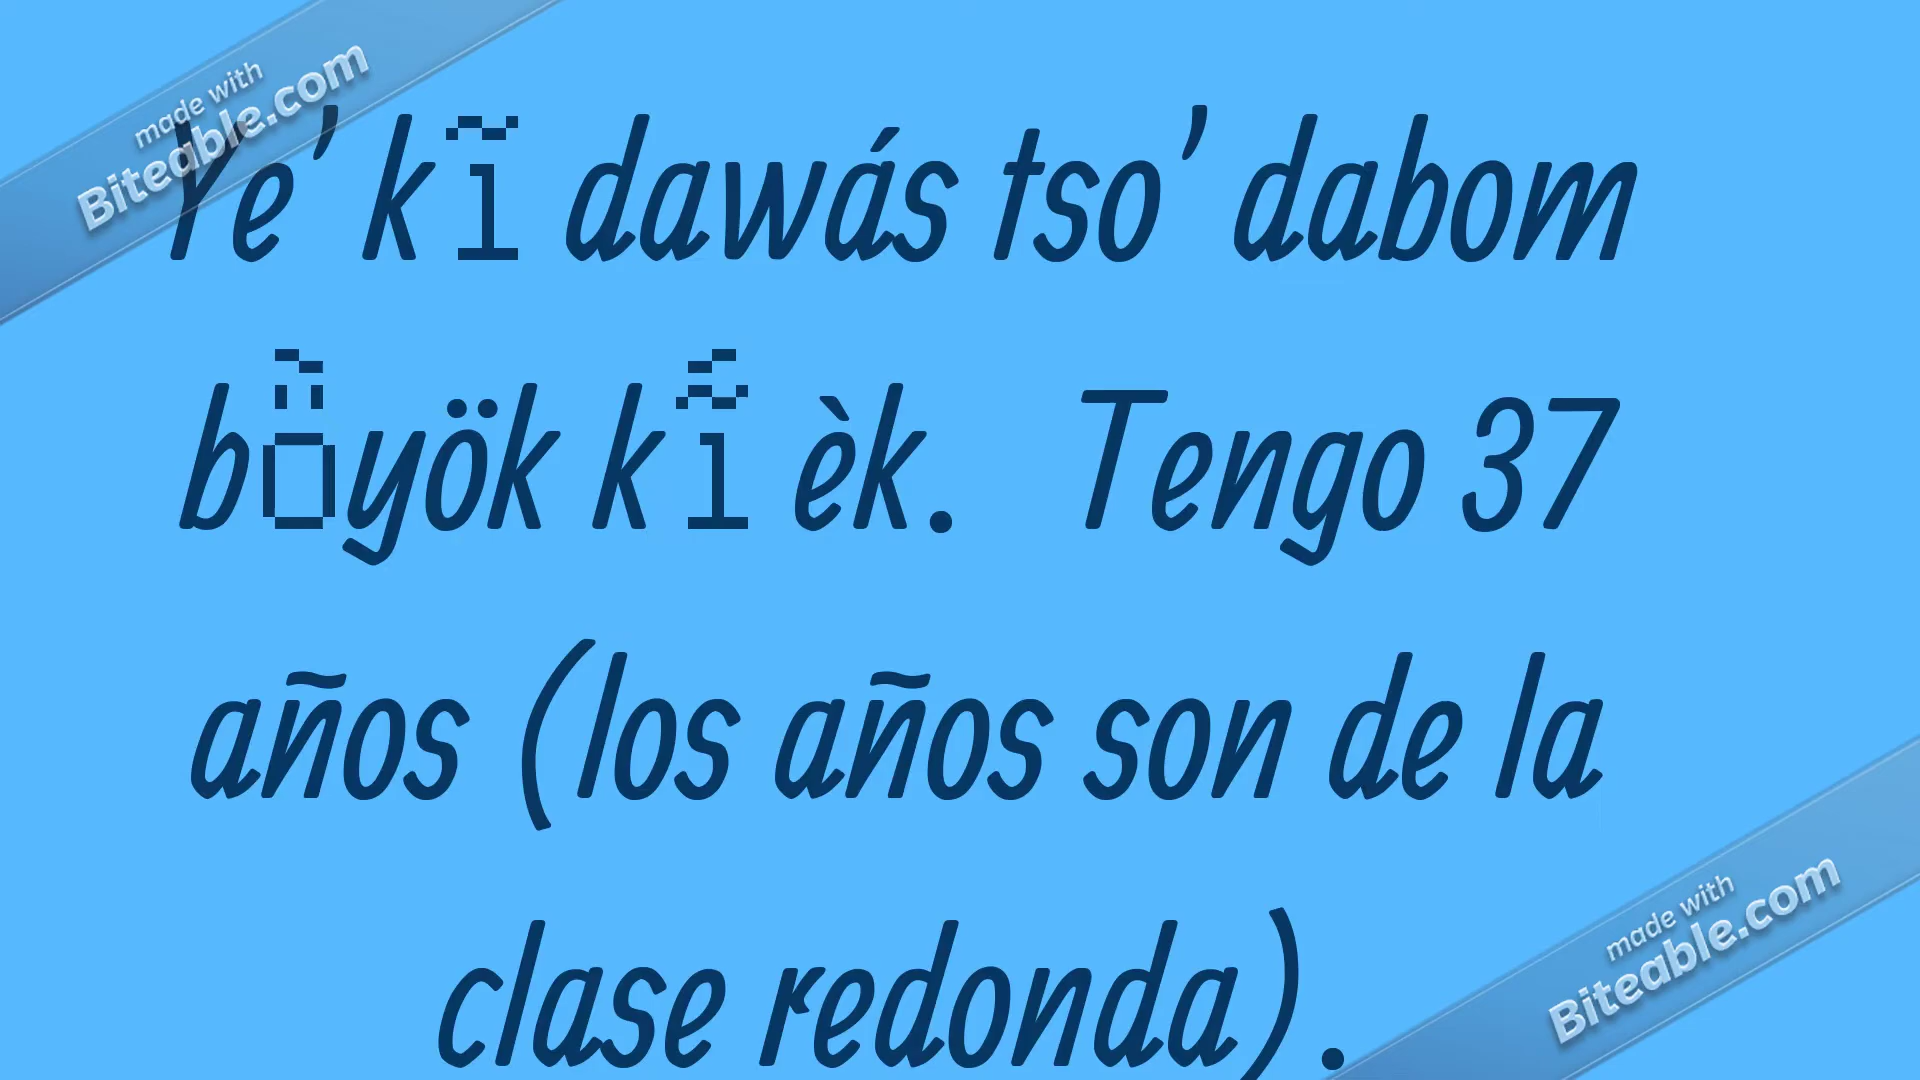 made with
Biteable.com
Ye’ kĩ dawás tso’ dabom
bö̀yök kĩ́ èk. Tengo 37
años (los años son de la
clase redonda).
made with
Biteable.com